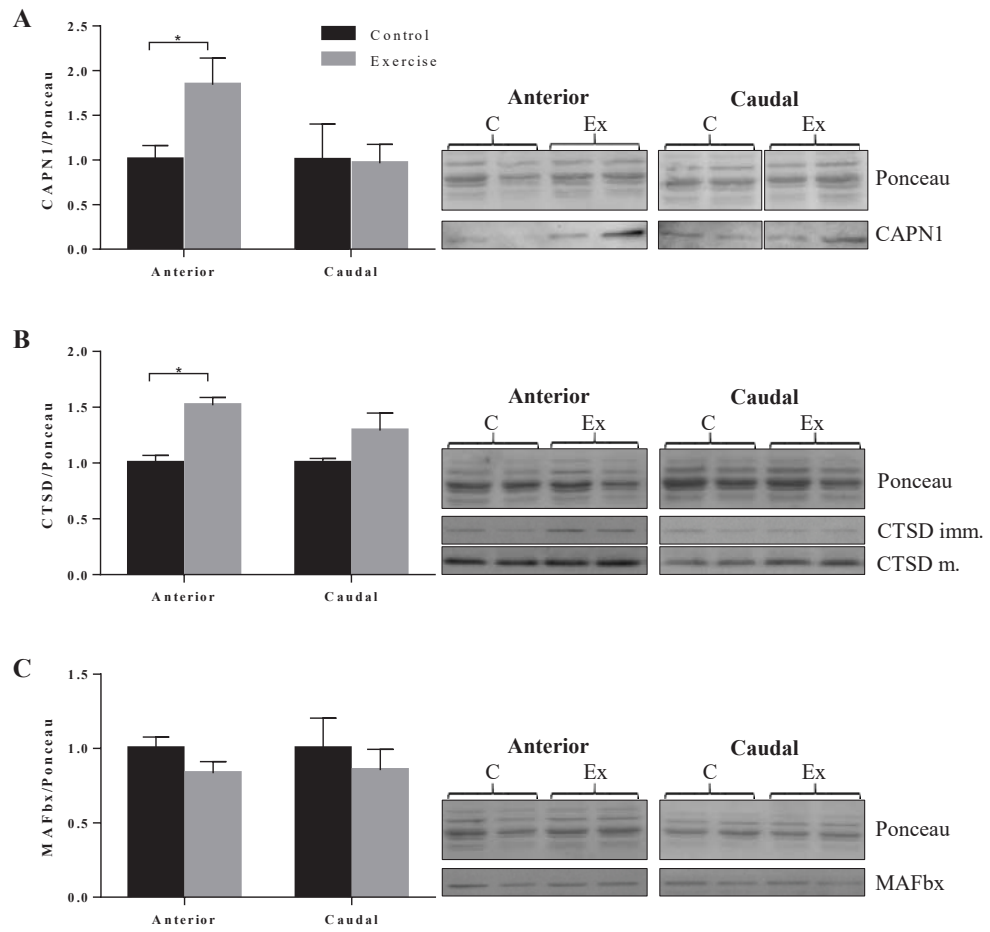 A
2.5
2.0
1.5
1.0
0.5
0.0
CAPN1/Ponceau
*
Control
Exercise
Anterior
Caudal
Anterior
Caudal
C
Ex
C
Ex
Ponceau
CAPN1
B
2.0
1.5
1.0
0.5
0.0
CTSD/Ponceau
*
Anterior
Caudal
Anterior
Caudal
C
Ex
C
Ex
Ponceau
CTSD imm.
CTSD m.
C
1.5
1.0
0.5
0.0
MAFbx/Ponceau
Anterior
Caudal
Anterior
Caudal
C
Ex
C
Ex
Ponceau
MAFbx